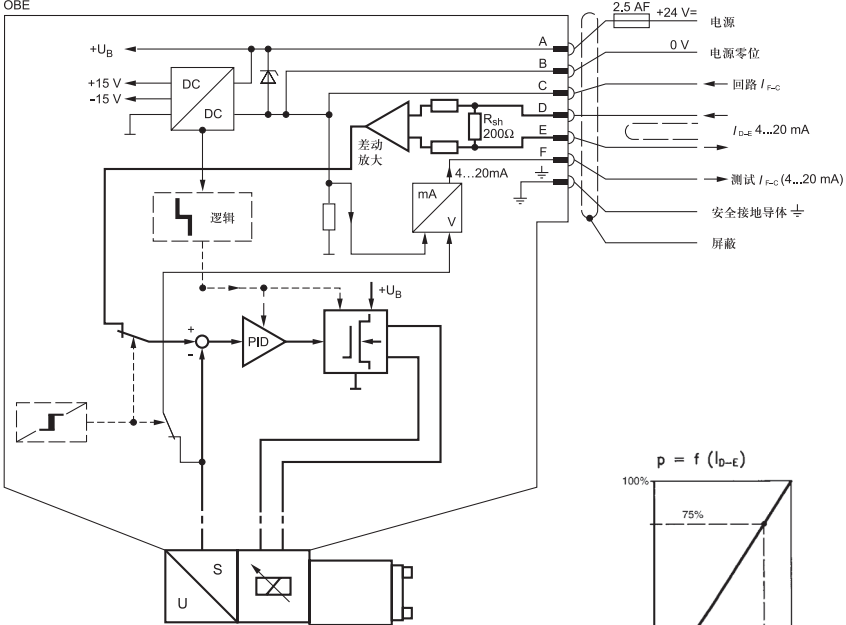 OBE
2,5 AF
+24 V=
电源
+U_B
A
0 V
电源零位
B
+15 V
-15 V
DC
DC
C
回路 I_F-C
D
R_sh
200Ω
I_D-E 4...20 mA
E
差动
放大
F
4...20mA
测试 I_F-C (4...20 mA)
mA
V
逻辑
安全接地导体
屏蔽
+U_B
+
-
PID
p = f (I_D–E)
100%
75%
S
U